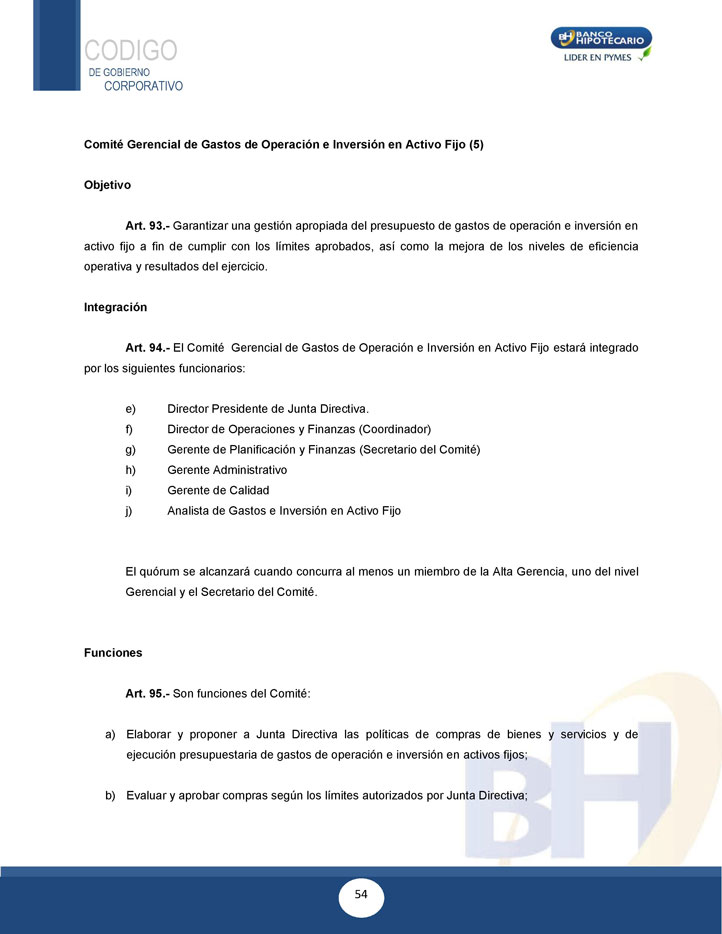 CODIGO
DE GOBIERNO
CORPORATIVO
BH BANCO
HIPOTECARIO
LIDER EN PYMES
Comité Gerencial de Gastos de Operación e Inversión en Activo Fijo (5)
Objetivo
Art. 93.- Garantizar una gestión apropiada del presupuesto de gastos de operación e inversión en
activo fijo a fin de cumplir con los límites aprobados, así como la mejora de los niveles de eficiencia
operativa y resultados del ejercicio.
Integración
Art. 94.- El Comité Gerencial de Gastos de Operación e Inversión en Activo Fijo estará integrado
por los siguientes funcionarios:
e) Director Presidente de Junta Directiva.
f) Director de Operaciones y Finanzas (Coordinador)
g) Gerente de Planificación y Finanzas (Secretario del Comité)
h) Gerente Administrativo
i) Gerente de Calidad
j) Analista de Gastos e Inversión en Activo Fijo
El quórum se alcanzará cuando concurra al menos un miembro de la Alta Gerencia, uno del nivel
Gerencial y el Secretario del Comité.
Funciones
Art. 95.- Son funciones del Comité:
a) Elaborar y proponer a Junta Directiva las políticas de compras de bienes y servicios y de
ejecución presupuestaria de gastos de operación e inversión en activos fijos;
b) Evaluar y aprobar compras según los límites autorizados por Junta Directiva;
BH
54